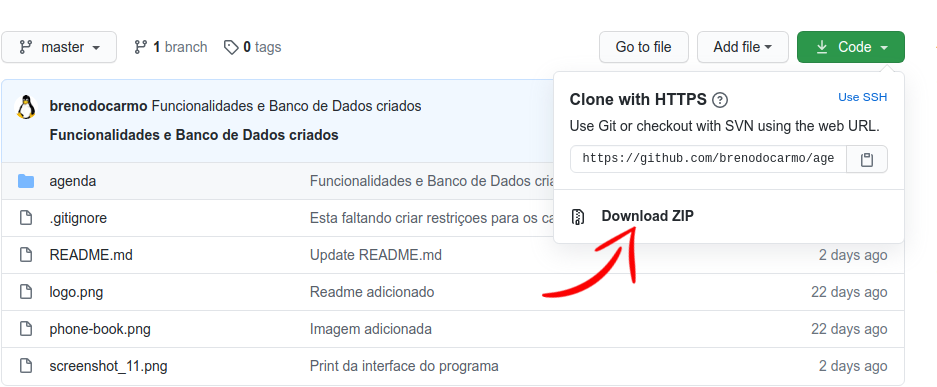 master 1 branch 0 tags Go to file Add file Code
brenodocarmo Funcionalidades e Banco de Dados criados
Funcionalidades e Banco de Dados criados
Clone with HTTPS Use SSH
Use Git or checkout with SVN using the web URL.
https://github.com/brenodocarmo/age
Download ZIP
agenda Funcionalidades e Banco de Dados cria
.gitignore Esta faltando criar restriçoes para os ca
README.md Update README.md 2 days ago
logo.png Readme adicionado 22 days ago
phone-book.png Imagem adicionada 22 days ago
screenshot_11.png Print da interface do programa 2 days ago